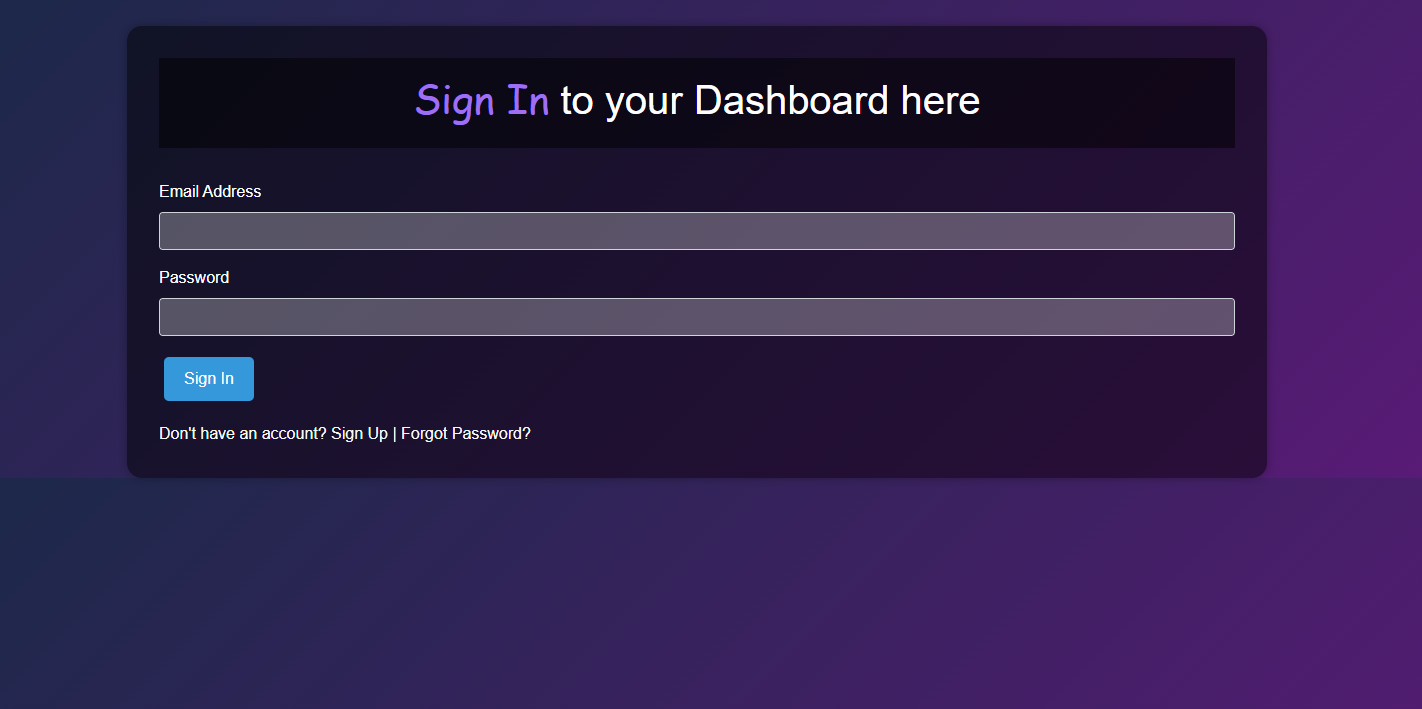 Sign In to your Dashboard here
Email Address
Password
Sign In
Don't have an account? Sign Up | Forgot Password?